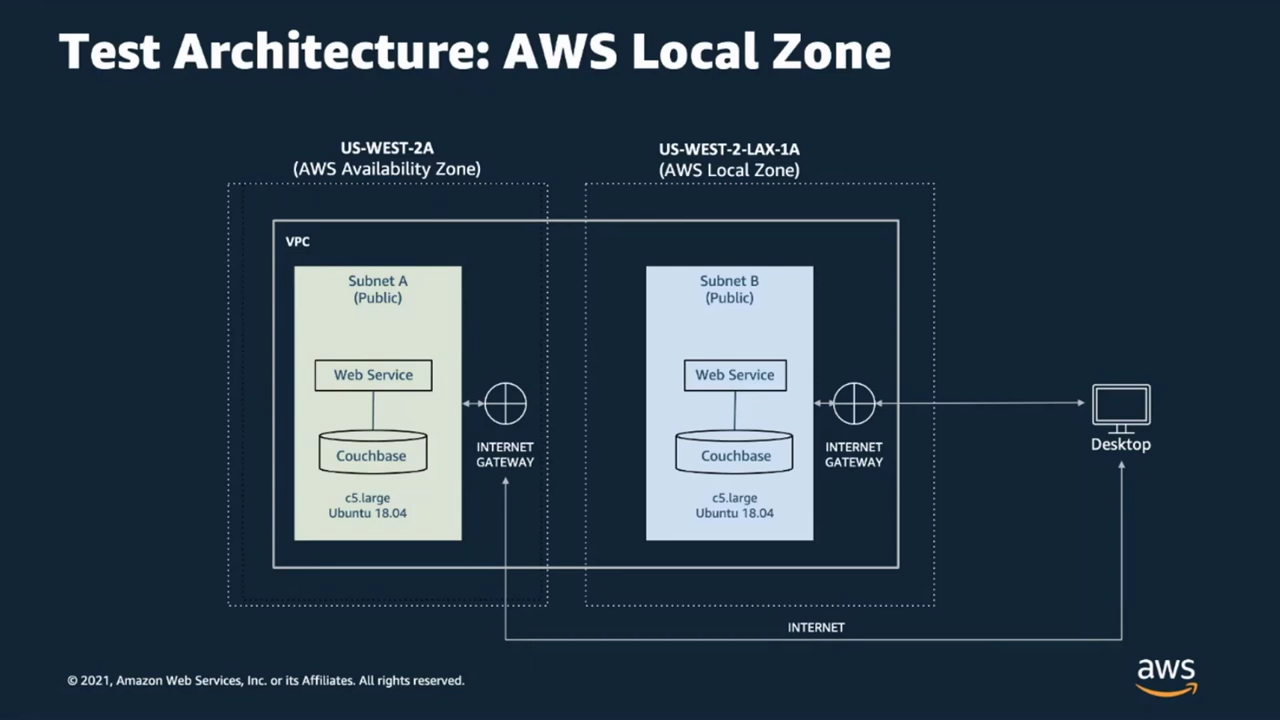 Test Architecture: AWS Local Zone
US-WEST-2A
(AWS Availability Zone)
US-WEST-2-LAX-1A
(AWS Local Zone)
VPC
Subnet A
(Public)
Web Service
Couchbase
c5.large
Ubuntu 18.04
INTERNET
GATEWAY
Subnet B
(Public)
Web Service
Couchbase
c5.large
Ubuntu 18.04
INTERNET
GATEWAY
Desktop
INTERNET
© 2021, Amazon Web Services, Inc. or its Affiliates. All rights reserved.
aws